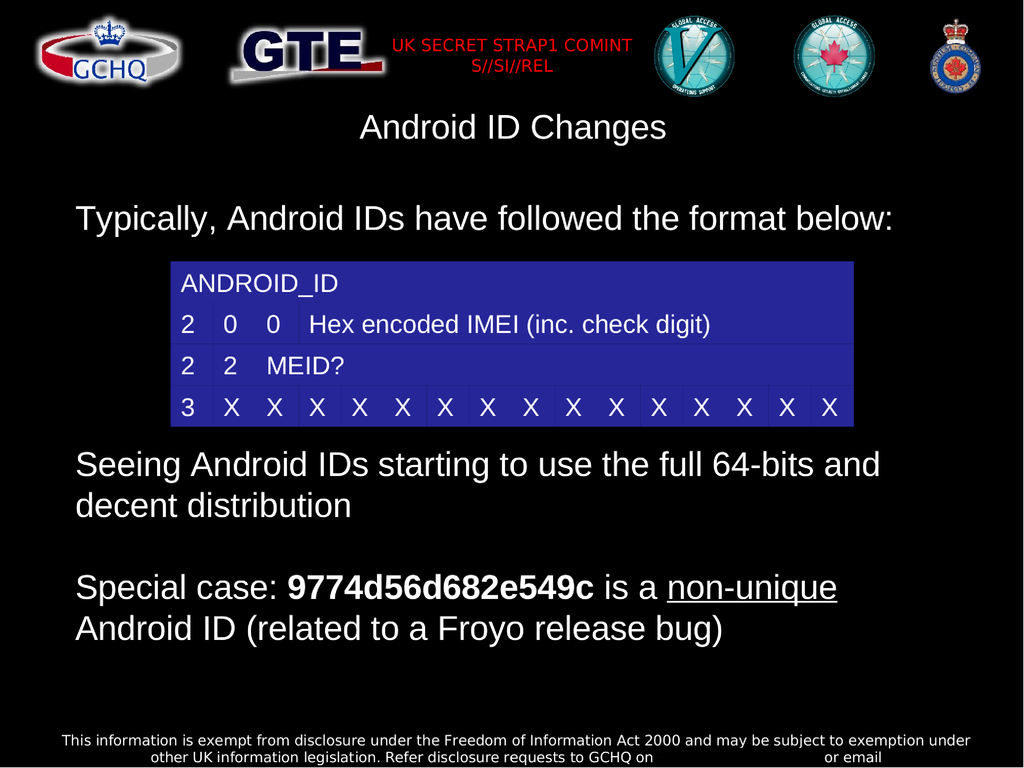 GCHQ
GTE
UK SECRET STRAP1 COMINT
S//SI//REL
GLOBAL ACCESS
V
OPERATIONS SUPPORT
GLOBAL ACCESS
Android ID Changes
Typically, Android IDs have followed the format below:
ANDROID_ID
2 0 0 Hex encoded IMEI (inc. check digit)
2 2 MEID?
3 X X X X X X X X X X X X X X X
Seeing Android IDs starting to use the full 64-bits and
decent distribution
Special case: 9774d56d682e549c is a non-unique
Android ID (related to a Froyo release bug)
This information is exempt from disclosure under the Freedom of Information Act 2000 and may be subject to exemption under
other UK information legislation. Refer disclosure requests to GCHQ on or email